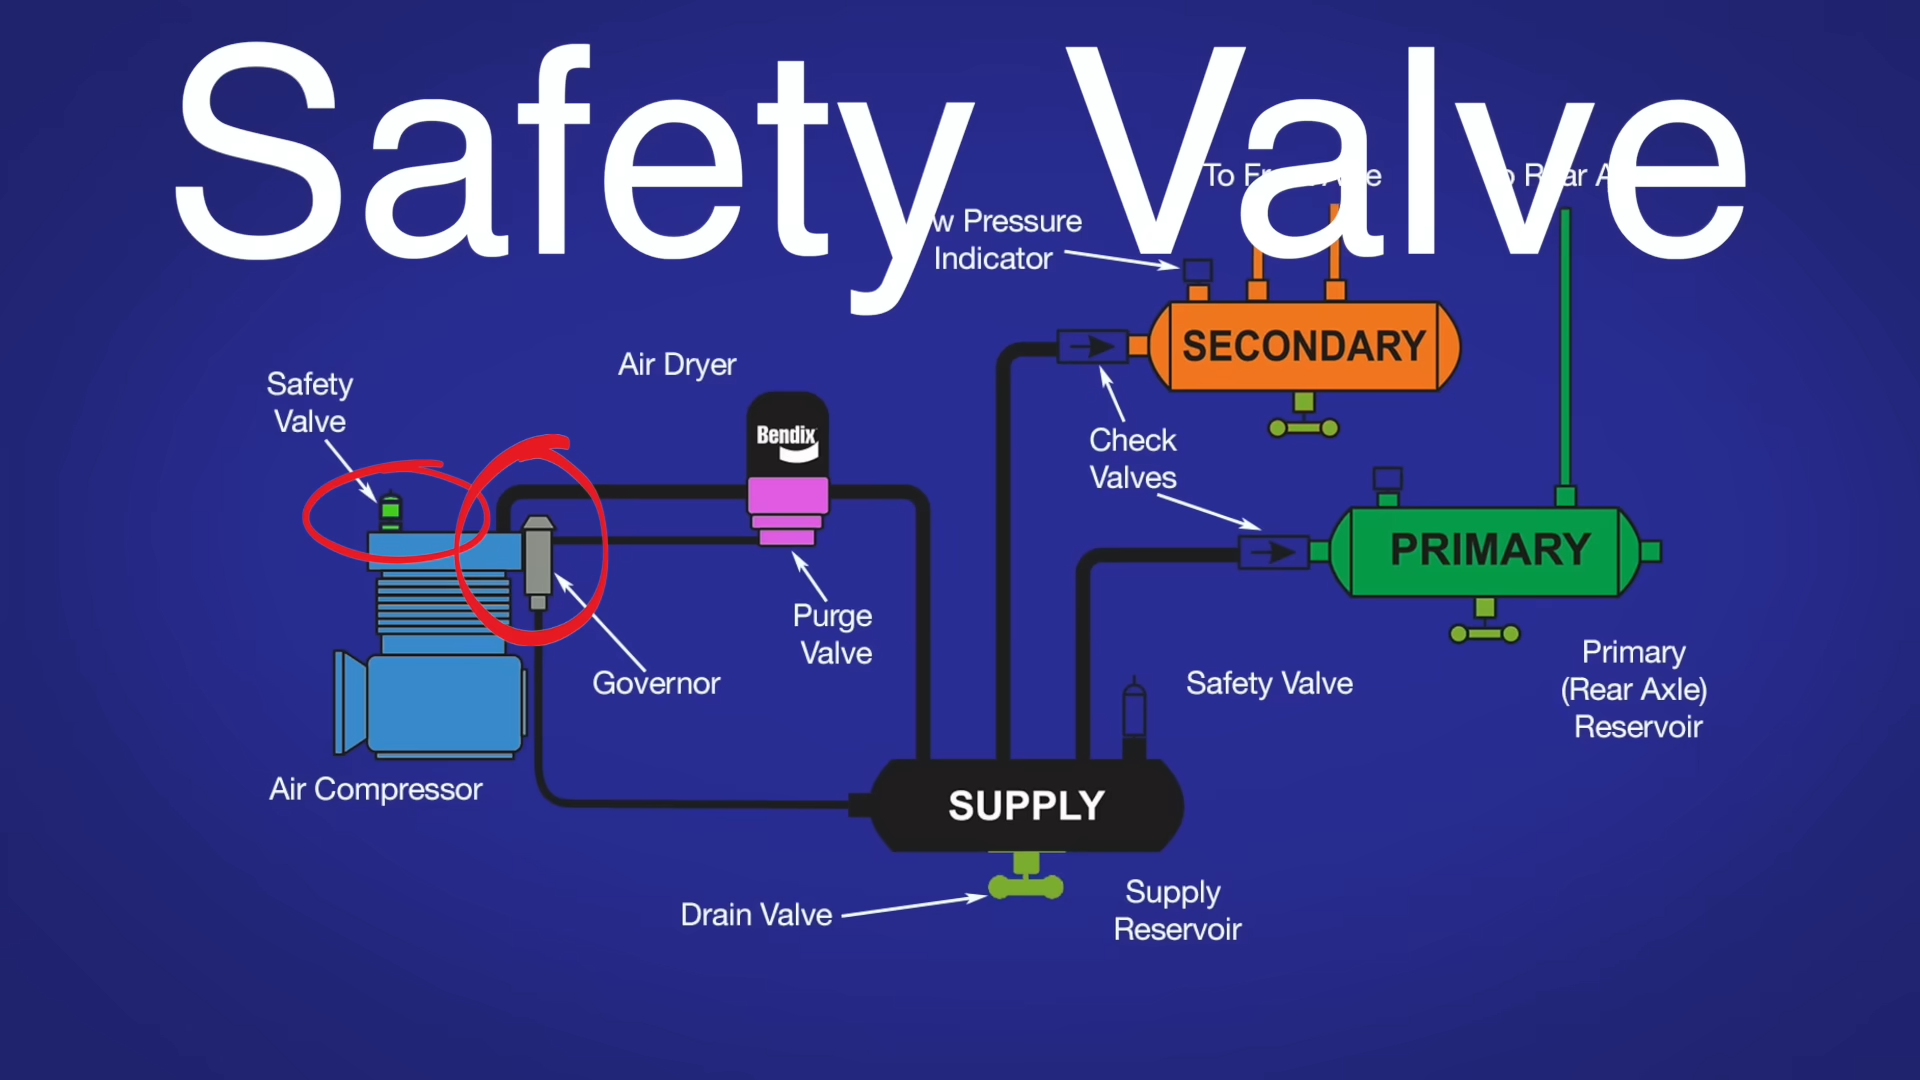 Safety Valve
To
Pressure
Indicator
Air Dryer
Safety
Valve
Bendix
SECONDARY
Check
Valves
PRIMARY
Purge
Valve
Governor
Safety Valve
Primary
(Rear Axle)
Reservoir
Air Compressor
SUPPLY
Drain Valve
Supply
Reservoir